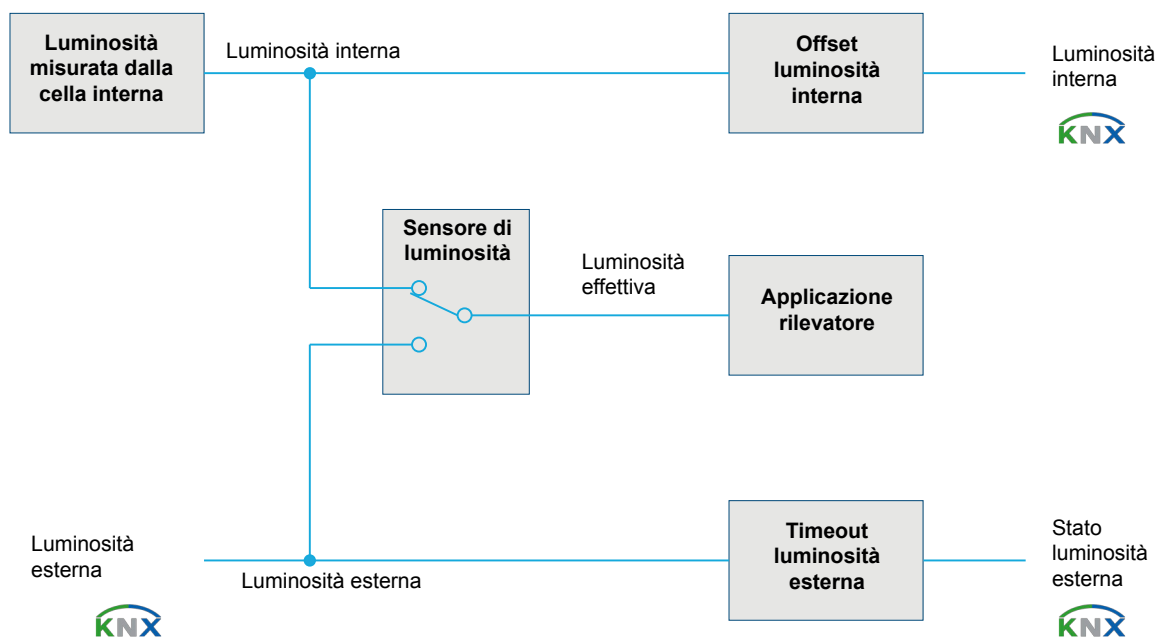 Luminosità
misurata dalla
cella interna
Luminosità interna
Offset
luminosità
interna
Luminosità
interna
KNX
Sensore di
luminosità
Luminosità
effettiva
Applicazione
rilevatore
Luminosità
esterna
KNX
Luminosità esterna
Timeout
luminosità
esterna
Stato
luminosità
esterna
KNX